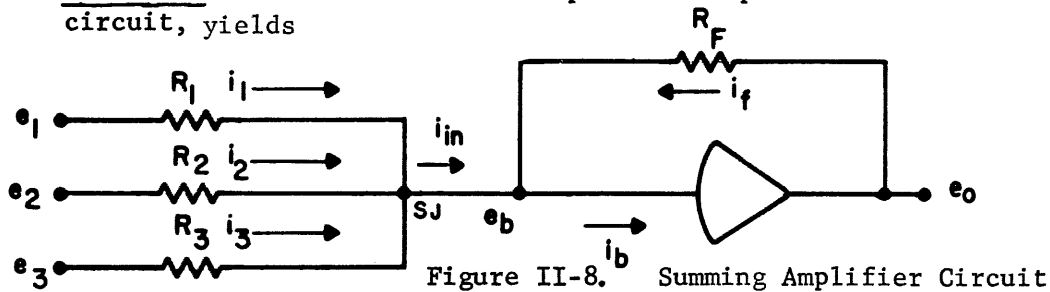 circuit, yields
R_F
i_f
R_1 i_1
e_1
i_in
R_2 i_2
e_2
SJ
e_b
e_o
R_3 i_3
i_b
e_3
Figure II-8. Summing Amplifier Circuit